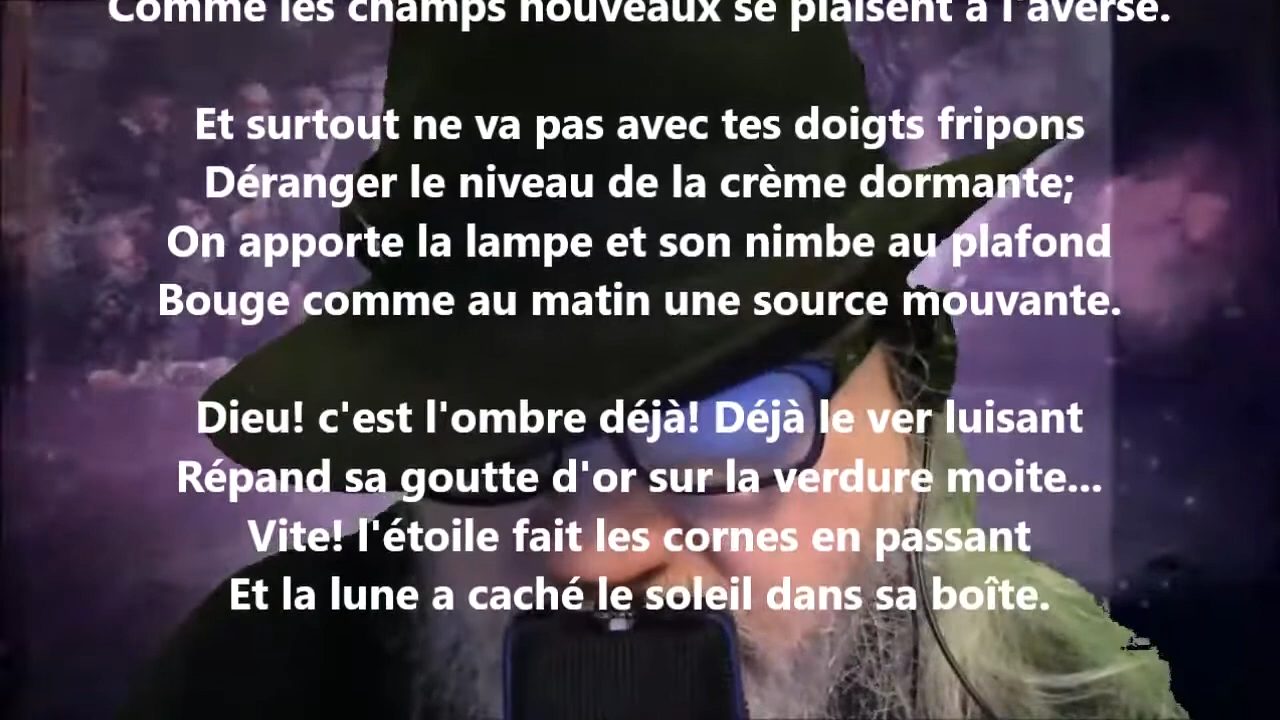 Comme les champs nouveaux se plaisent à l'averse.
Et surtout ne va pas avec tes doigts fripons
Déranger le niveau de la crème dormante;
On apporte la lampe et son nimbe au plafond
Bouge comme au matin une source mouvante.
Dieu! c'est l'ombre déjà! Déjà le ver luisant
Répand sa goutte d'or sur la verdure moite...
Vite! l'étoile fait les cornes en passant
Et la lune a caché le soleil dans sa boîte.